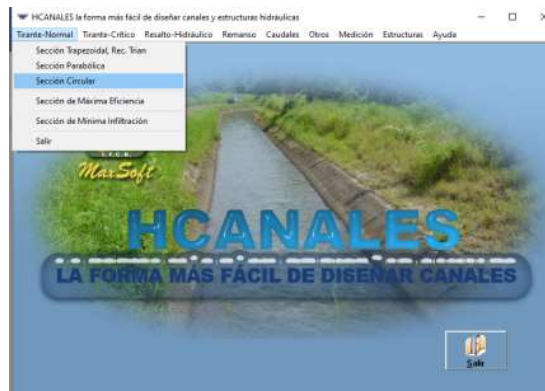 HCANALES la forma más fácil de diseñar canales y estructuras hidráulicas
Tirante-Normal Tirante-Crítico Resalto-Hidráulico Remanso Caudales Otros Medición Estructuras Ayuda
Sección Trapezoidal, Rec. Trian
Sección Parabólica
Sección Circular
Sección de Máxima Eficiencia
Sección de Mínima Infiltración
Salir
MaxSoft
HCANALES
LA FORMA MÁS FÁCIL DE DISEÑAR CANALES
Salir